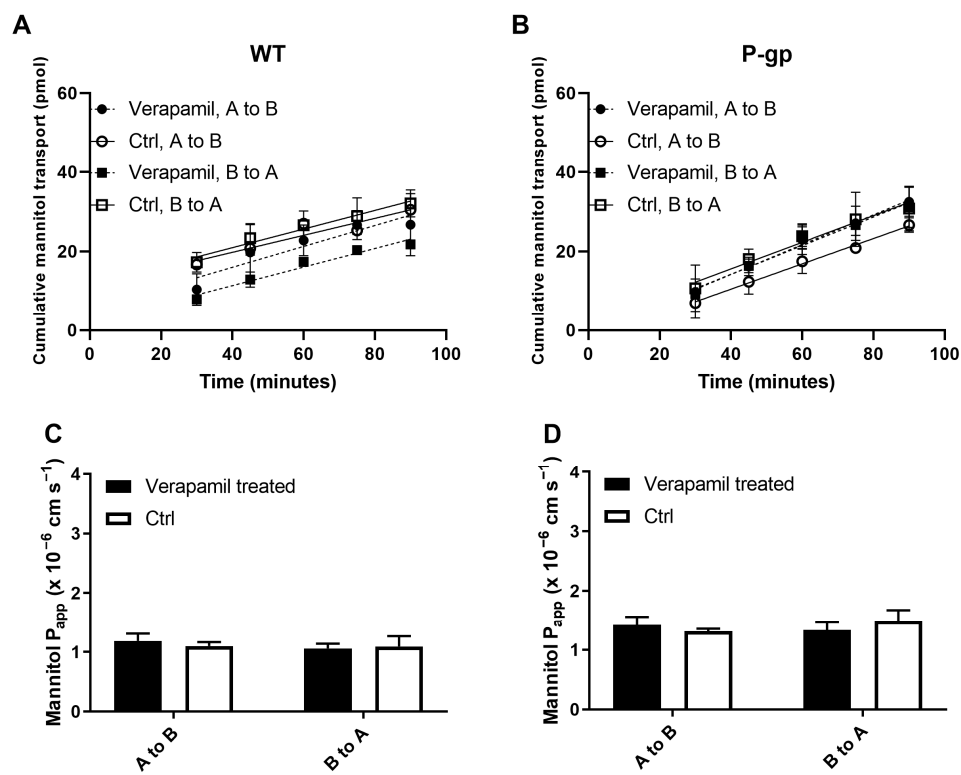 A
WT
Cumulative mannitol transport (pmol)
60
40
20
0
Verapamil, A to B
Ctrl, A to B
Verapamil, B to A
Ctrl, B to A
0 20 40 60 80 100
Time (minutes)
B
P-gp
Cumulative mannitol transport (pmol)
60
40
20
0
Verapamil, A to B
Ctrl, A to B
Verapamil, B to A
Ctrl, B to A
0 20 40 60 80 100
Time (minutes)
C
Mannitol Papp (x 10−6 cm s−1)
4
3
2
1
0
Verapamil treated
Ctrl
A to B
B to A
D
Mannitol Papp (x 10−6 cm s−1)
4
3
2
1
0
Verapamil treated
Ctrl
A to B
B to A